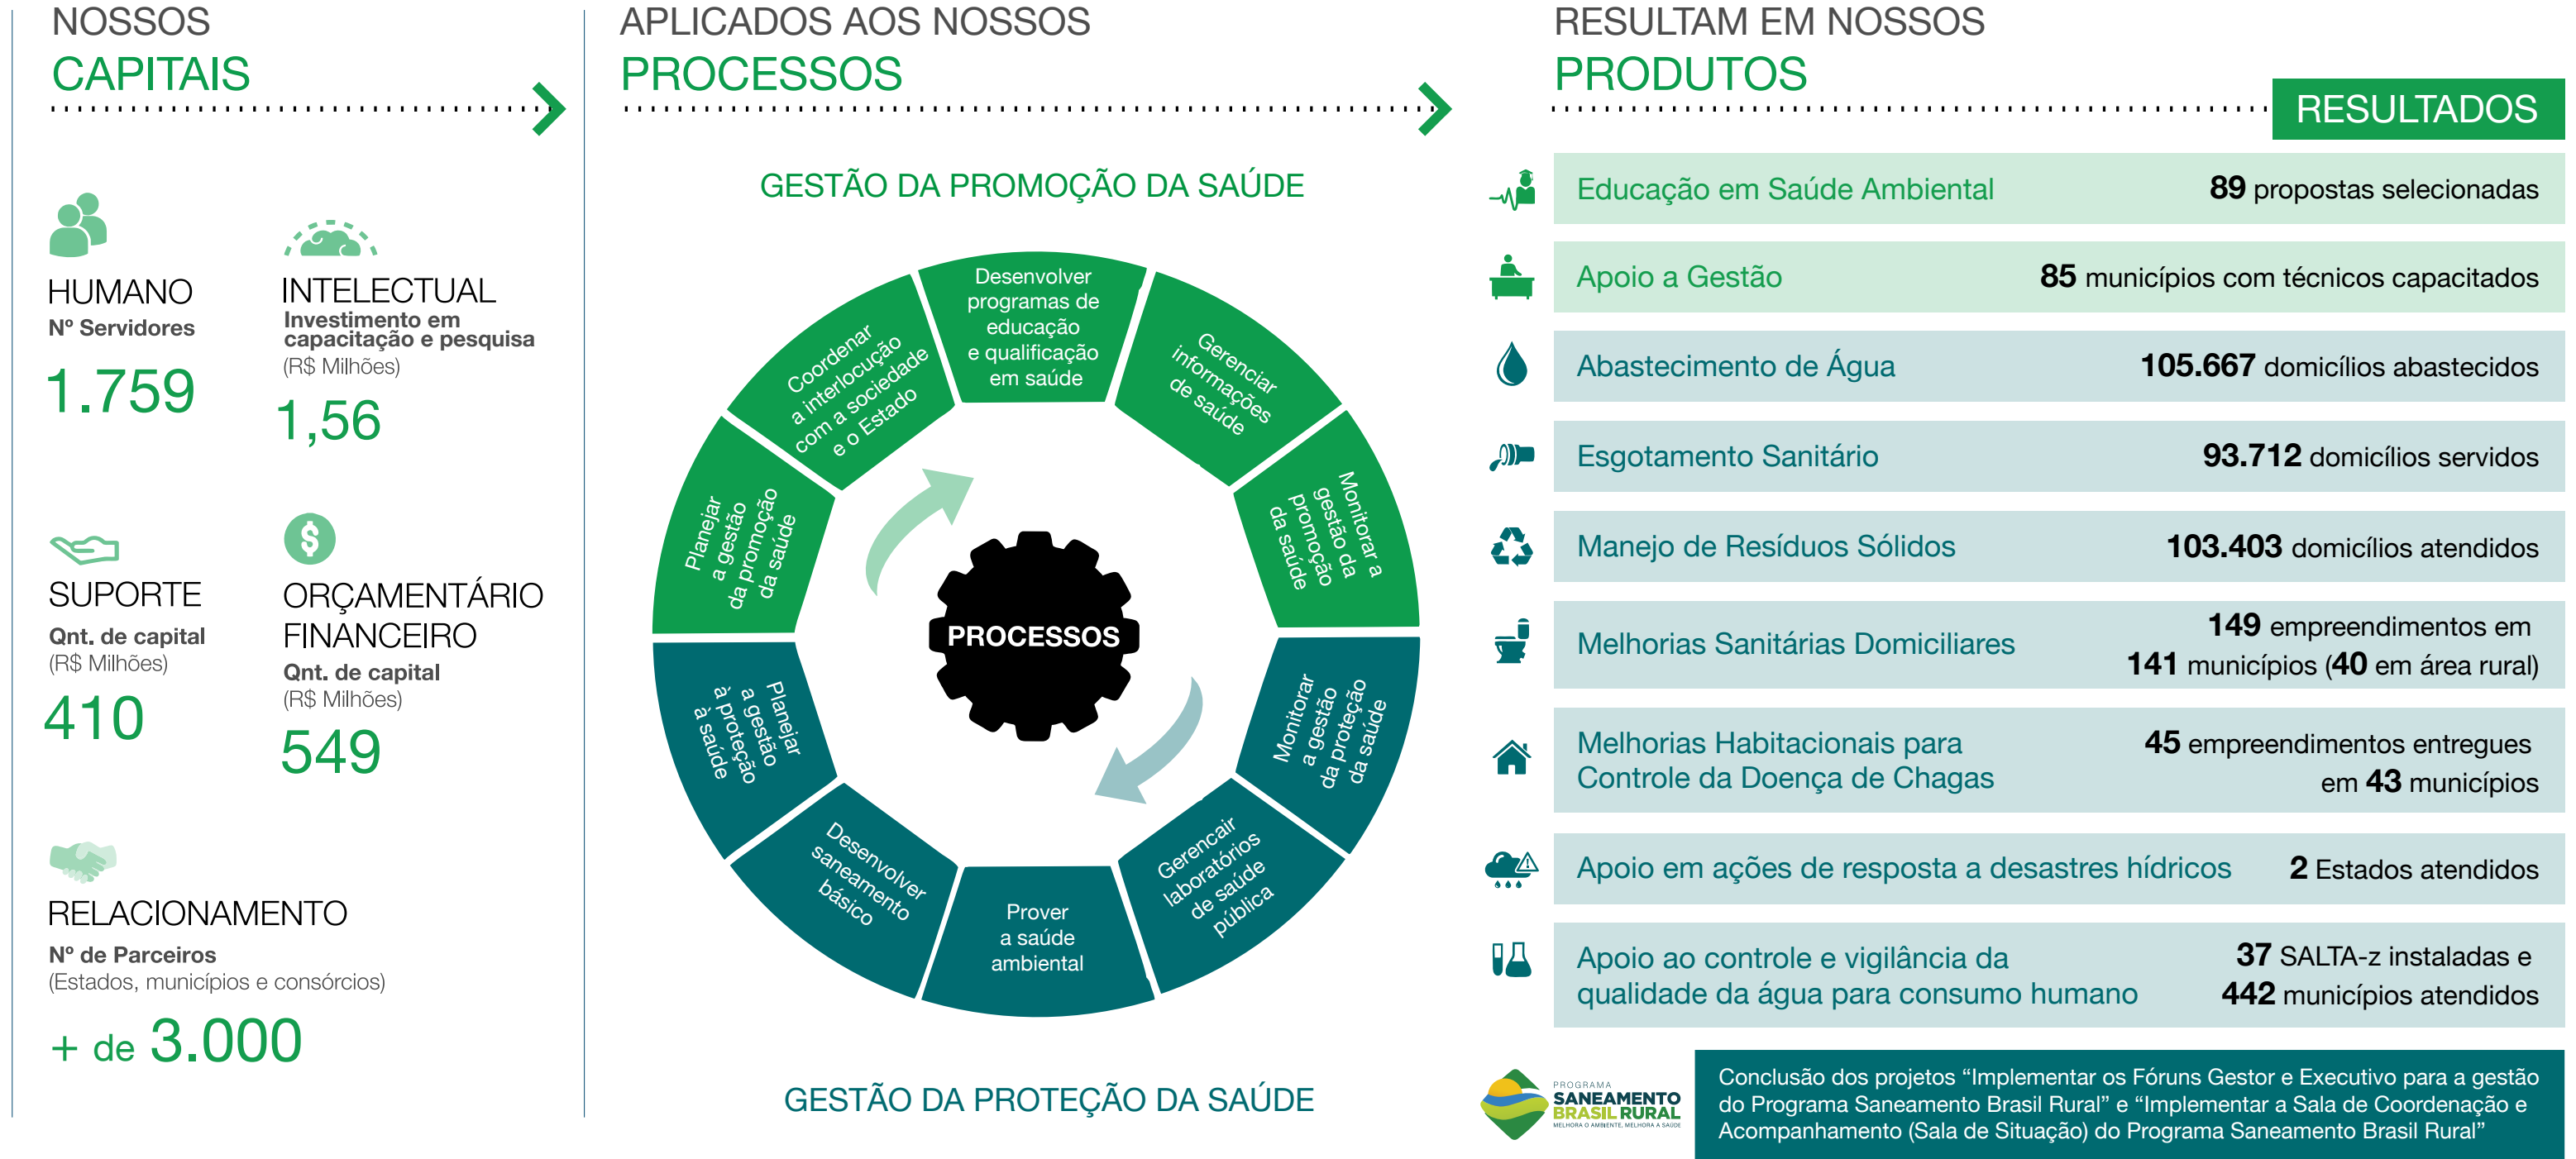 NOSSOS
CAPITAIS
HUMANO
Nº Servidores
1.759
INTELECTUAL
Investimento em
capacitação e pesquisa
(R$ Milhões)
1,56
SUPORTE
Qnt. de capital
(R$ Milhões)
410
$
ORÇAMENTÁRIO
FINANCEIRO
Qnt. de capital
(R$ Milhões)
549
RELACIONAMENTO
Nº de Parceiros
(Estados, municípios e consórcios)
+ de 3.000
APLICADOS AOS NOSSOS
PROCESSOS
GESTÃO DA PROMOÇÃO DA SAÚDE
Planejar
a gestão
da promoção
da saúde
Coordenar
a interlocução
com a sociedade
e o Estado
Desenvolver
programas de
educação
e qualificação
em saúde
Gerenciar
informações
de saúde
Monitorar a
gestão da
promoção
da saúde
PROCESSOS
Monitorar
a gestão
da proteção
da saúde
Gerencair
laboratórios
de saúde
pública
Prover
a saúde
ambiental
Desenvolver
saneamento
básico
Planejar
a gestão
à proteção
à saúde
GESTÃO DA PROTEÇÃO DA SAÚDE
RESULTAM EM NOSSOS
PRODUTOS
RESULTADOS
Educação em Saúde Ambiental 89 propostas selecionadas
Apoio a Gestão 85 municípios com técnicos capacitados
Abastecimento de Água 105.667 domicílios abastecidos
Esgotamento Sanitário 93.712 domicílios servidos
Manejo de Resíduos Sólidos 103.403 domicílios atendidos
Melhorias Sanitárias Domiciliares
149 empreendimentos em
141 municípios (40 em área rural)
Melhorias Habitacionais para
Controle da Doença de Chagas
45 empreendimentos entregues
em 43 municípios
Apoio em ações de resposta a desastres hídricos 2 Estados atendidos
Apoio ao controle e vigilância da
qualidade da água para consumo humano
37 SALTA-z instaladas e
442 municípios atendidos
PROGRAMA
SANEAMENTO
BRASIL RURAL
MELHORA O AMBIENTE, MELHORA A SAÚDE
Conclusão dos projetos “Implementar os Fóruns Gestor e Executivo para a gestão
do Programa Saneamento Brasil Rural” e “Implementar a Sala de Coordenação e
Acompanhamento (Sala de Situação) do Programa Saneamento Brasil Rural”